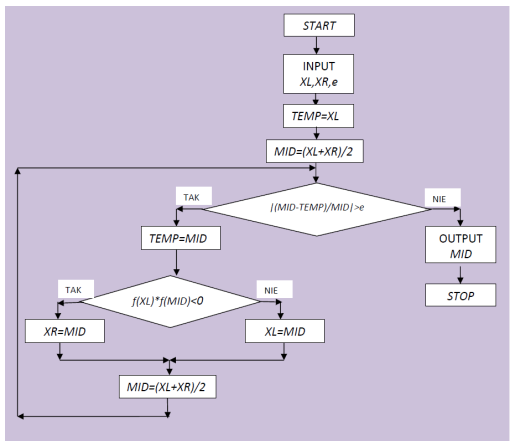 START
INPUT
XL,XR,e
TEMP=XL
MID=(XL+XR)/2
TAK
|(MID-TEMP)/MID|>e
NIE
TEMP=MID
OUTPUT
MID
TAK
f(XL)*f(MID)<0
NIE
STOP
XR=MID
XL=MID
MID=(XL+XR)/2